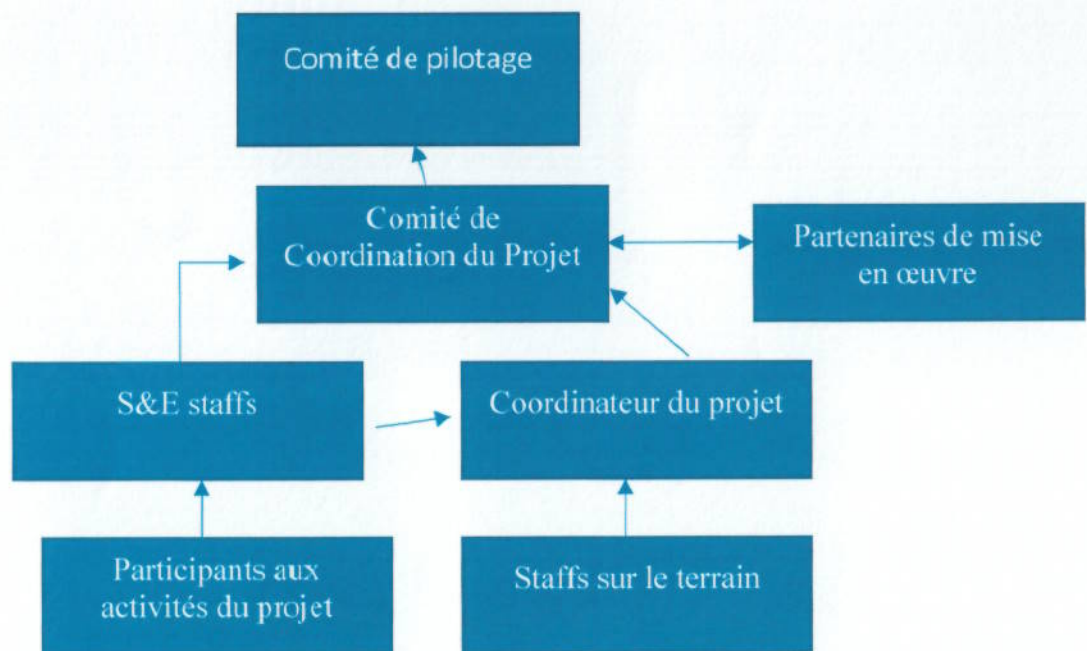 Comité de pilotage
Comité de
Coordination du Projet
Partenaires de mise
en œuvre
S&E staffs
Coordinateur du projet
Participants aux
activités du projet
Staffs sur le terrain